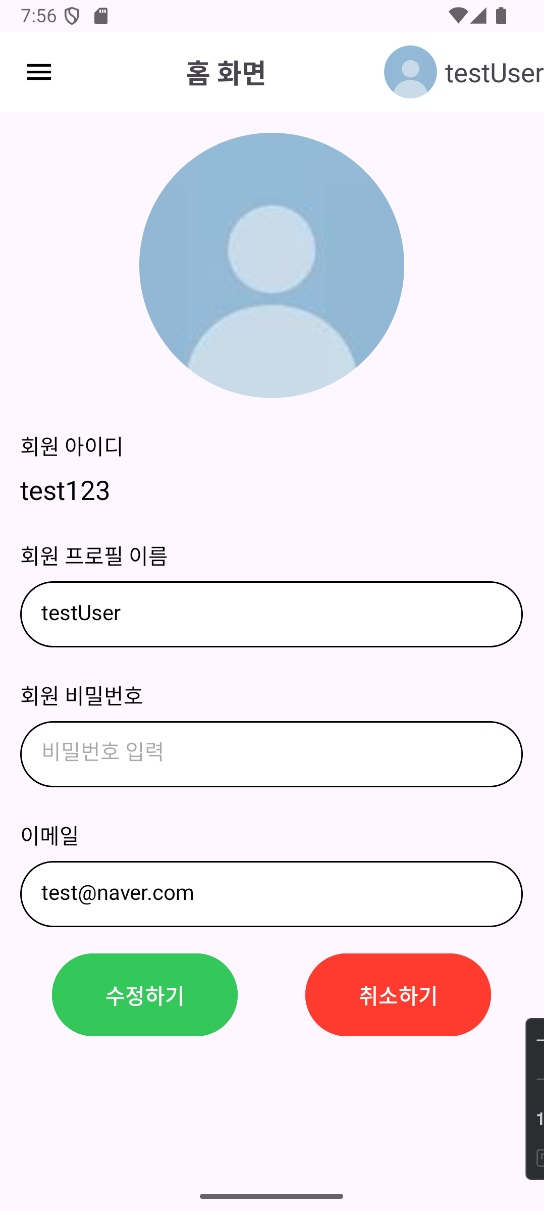 7:56
홈 화면
testUser
회원 아이디
test123
회원 프로필 이름
testUser
회원 비밀번호
비밀번호 입력
이메일
test@naver.com
수정하기 취소하기